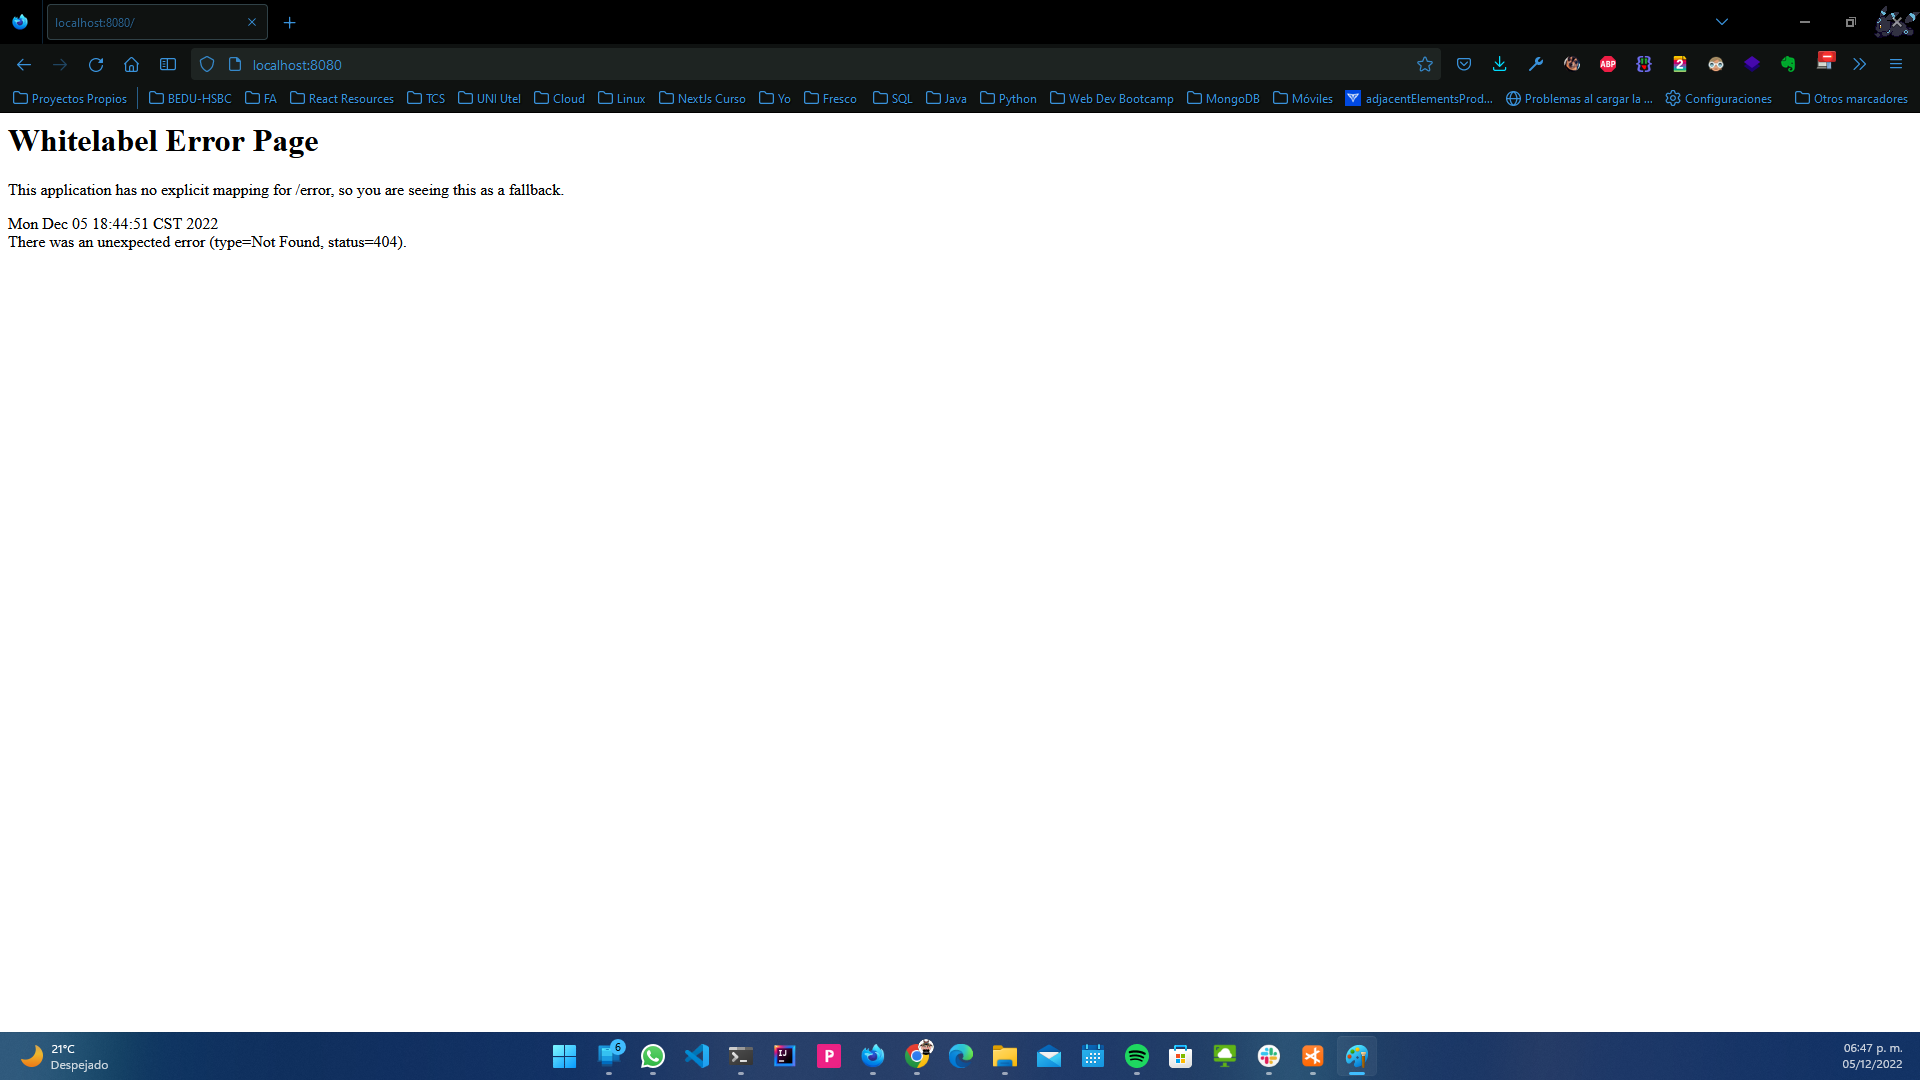 localhost:8080/
localhost:8080
ABP
2
Proyectos Propios
BEDU-HSBC
FA
React Resources
TCS
UNI Utel
Cloud
Linux
NextJs Curso
Yo
Fresco
SQL
Java
Python
Web Dev Bootcamp
MongoDB
Móviles
adjacentElementsProd...
Problemas al cargar la ...
Configuraciones
Otros marcadores
Whitelabel Error Page
This application has no explicit mapping for /error, so you are seeing this as a fallback.
Mon Dec 05 18:44:51 CST 2022
There was an unexpected error (type=Not Found, status=404).
21°C
Despejado
6
IJ
P
06:47 p. m.
05/12/2022